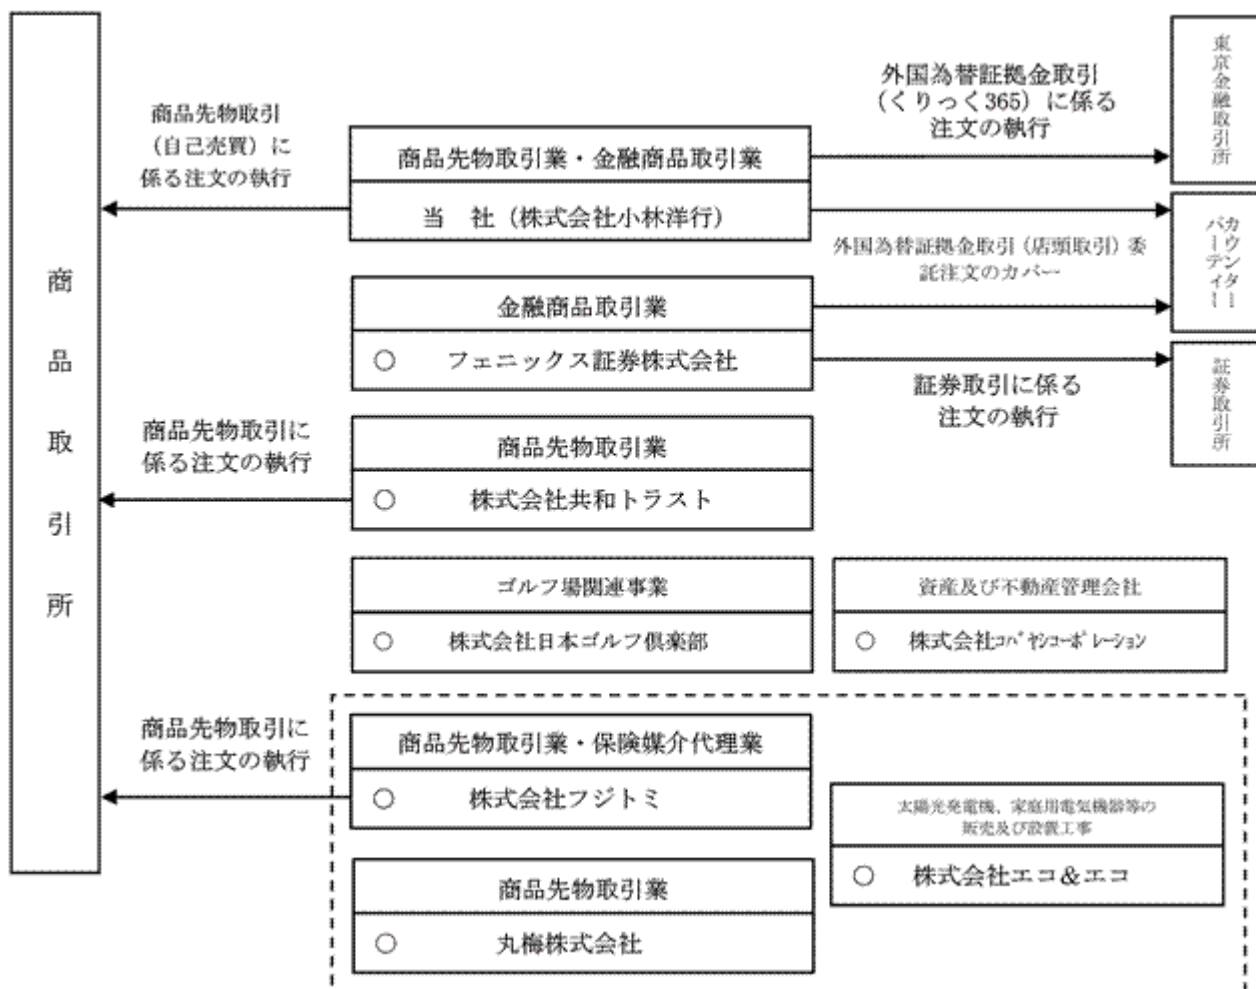 商品取引所
商品先物取引
(自己売買)に
係る注文の執行
商品先物取引業・金融商品取引業
当　社(株式会社小林洋行)
外国為替証拠金取引
(くりっく365)に係る
注文の執行
東京金融取引所
外国為替証拠金取引(店頭取引)委
託注文のカバー
カウンター
パーティー
金融商品取引業
○ フェニックス証券株式会社
証券取引に係る
注文の執行
証券取引所
商品先物取引に
係る注文の執行
商品先物取引業
○ 株式会社共和トラスト
ゴルフ場関連事業
○ 株式会社日本ゴルフ倶楽部
資産及び不動産管理会社
○ 株式会社コバヤシコーポレーション
商品先物取引に
係る注文の執行
商品先物取引業・保険媒介代理業
○ 株式会社フジトミ
太陽光発電機、家庭用電気機器等の
販売及び設置工事
○ 株式会社エコ&エコ
商品先物取引業
○ 丸梅株式会社